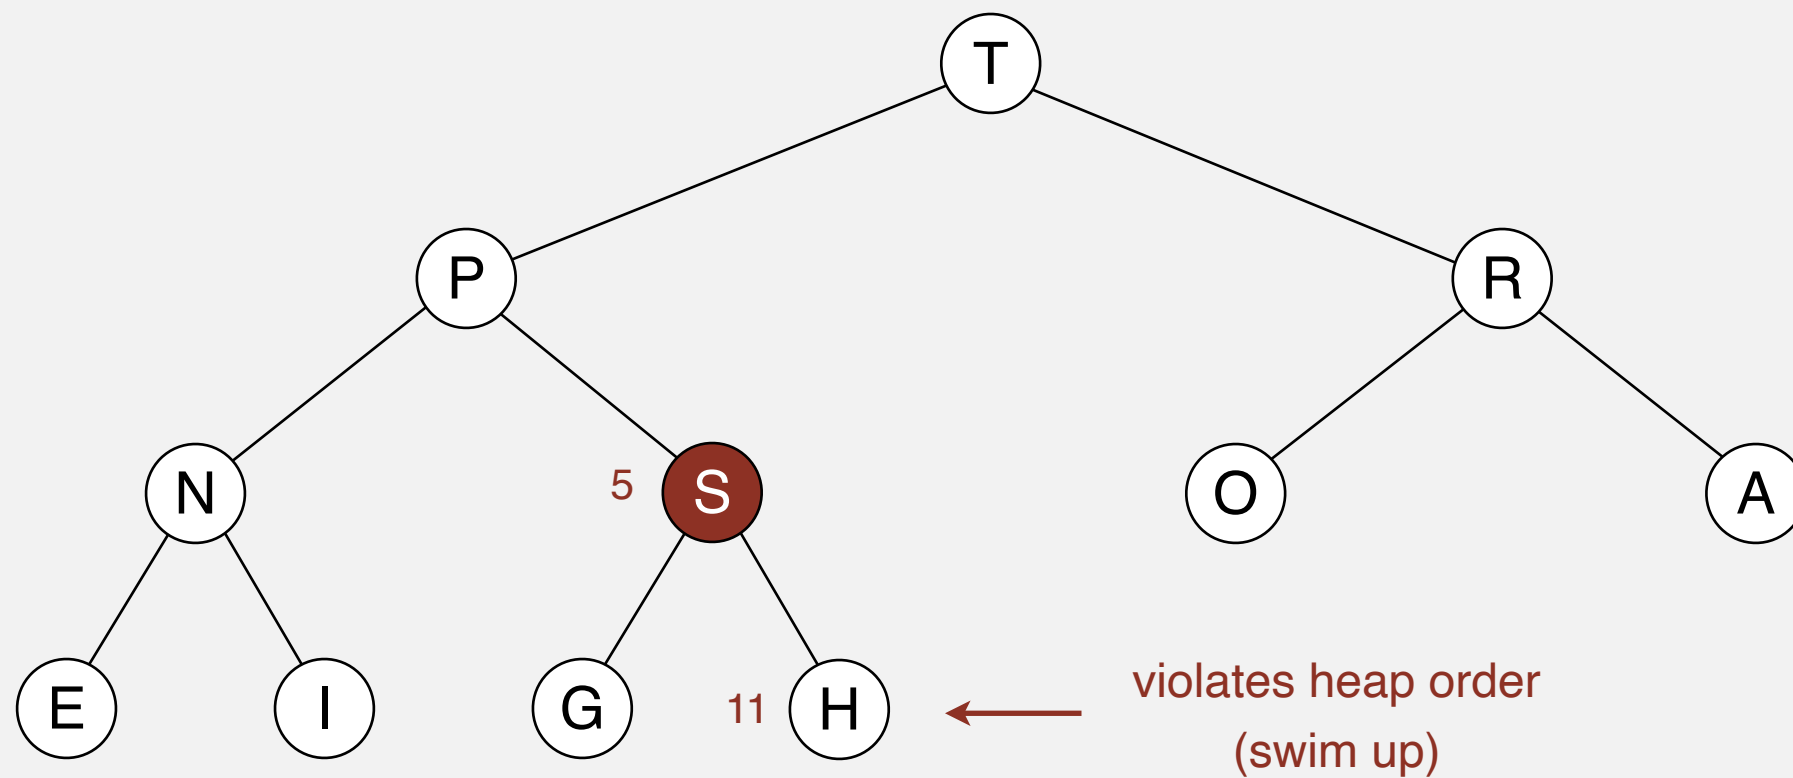 T
P
R
N
5
S
O
A
E
I
G
11
H
violates heap order
(swim up)